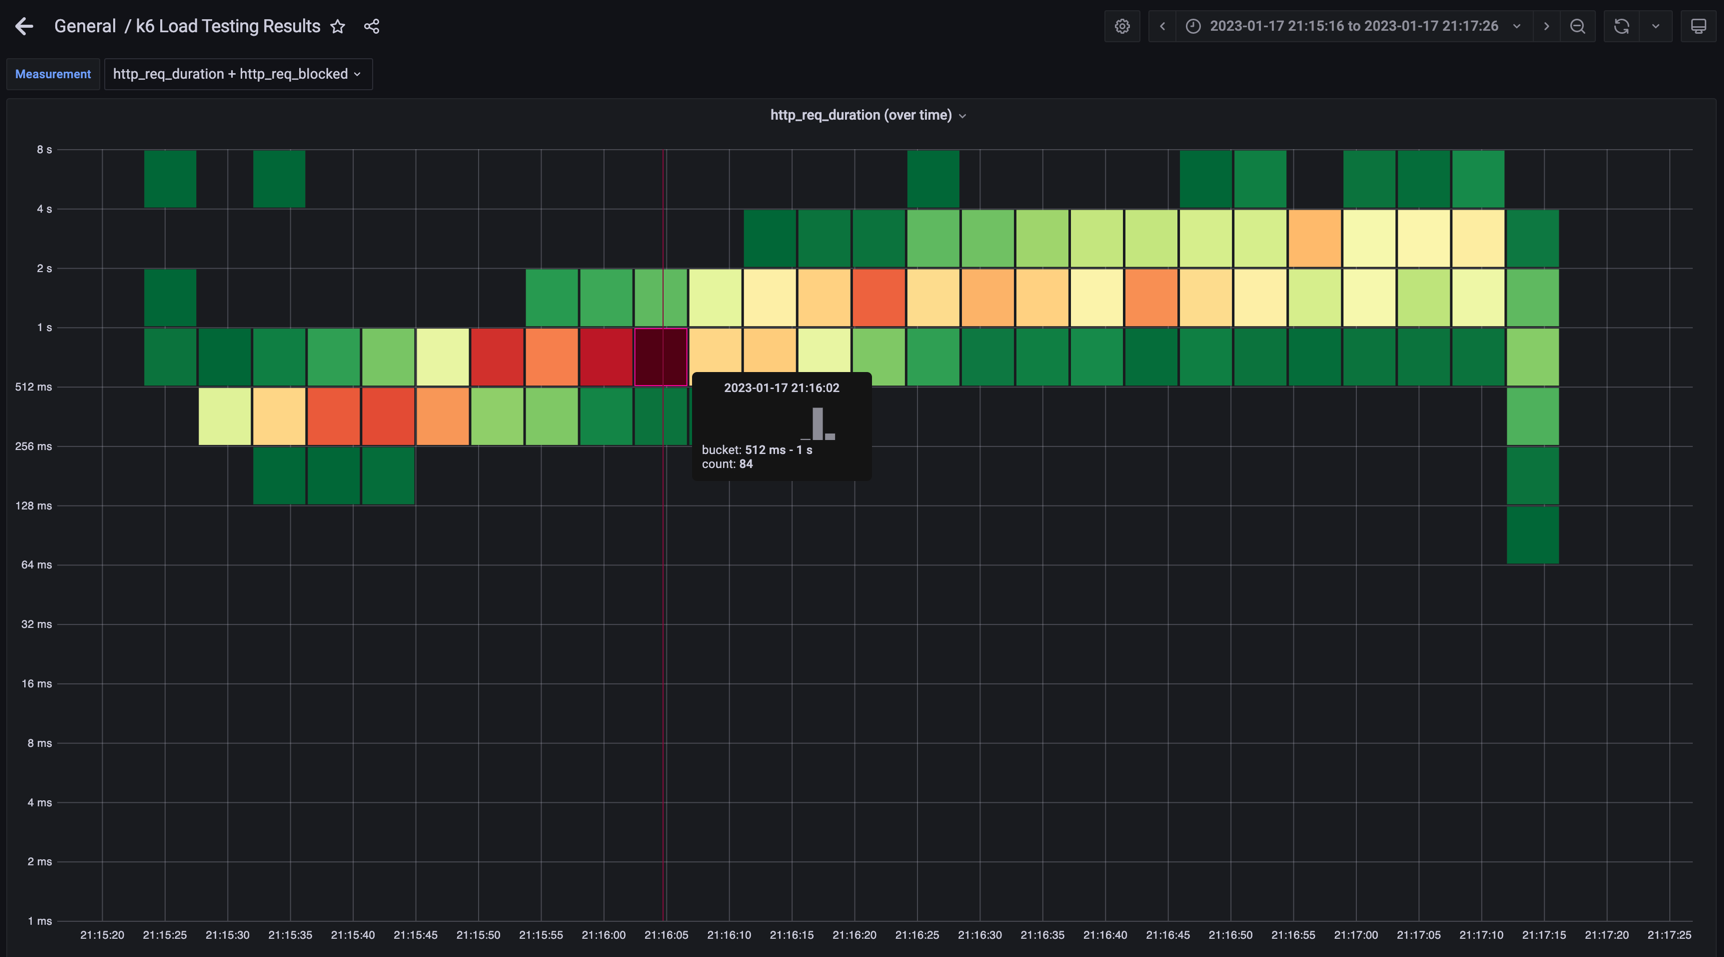 General / k6 Load Testing Results
2023-01-17 21:15:16 to 2023-01-17 21:17:26
Measurement
http_req_duration + http_req_blocked
http_req_duration (over time)
8 s
4 s
2 s
1 s
512 ms
256 ms
128 ms
64 ms
32 ms
16 ms
8 ms
4 ms
2 ms
1 ms
2023-01-17 21:16:02
bucket: 512 ms - 1 s
count: 84
21:15:20 21:15:25 21:15:30 21:15:35 21:15:40 21:15:45 21:15:50 21:15:55 21:16:00 21:16:05 21:16:10 21:16:15 21:16:20 21:16:25 21:16:30 21:16:35 21:16:40 21:16:45 21:16:50 21:16:55 21:17:00 21:17:05 21:17:10 21:17:15 21:17:20 21:17:25